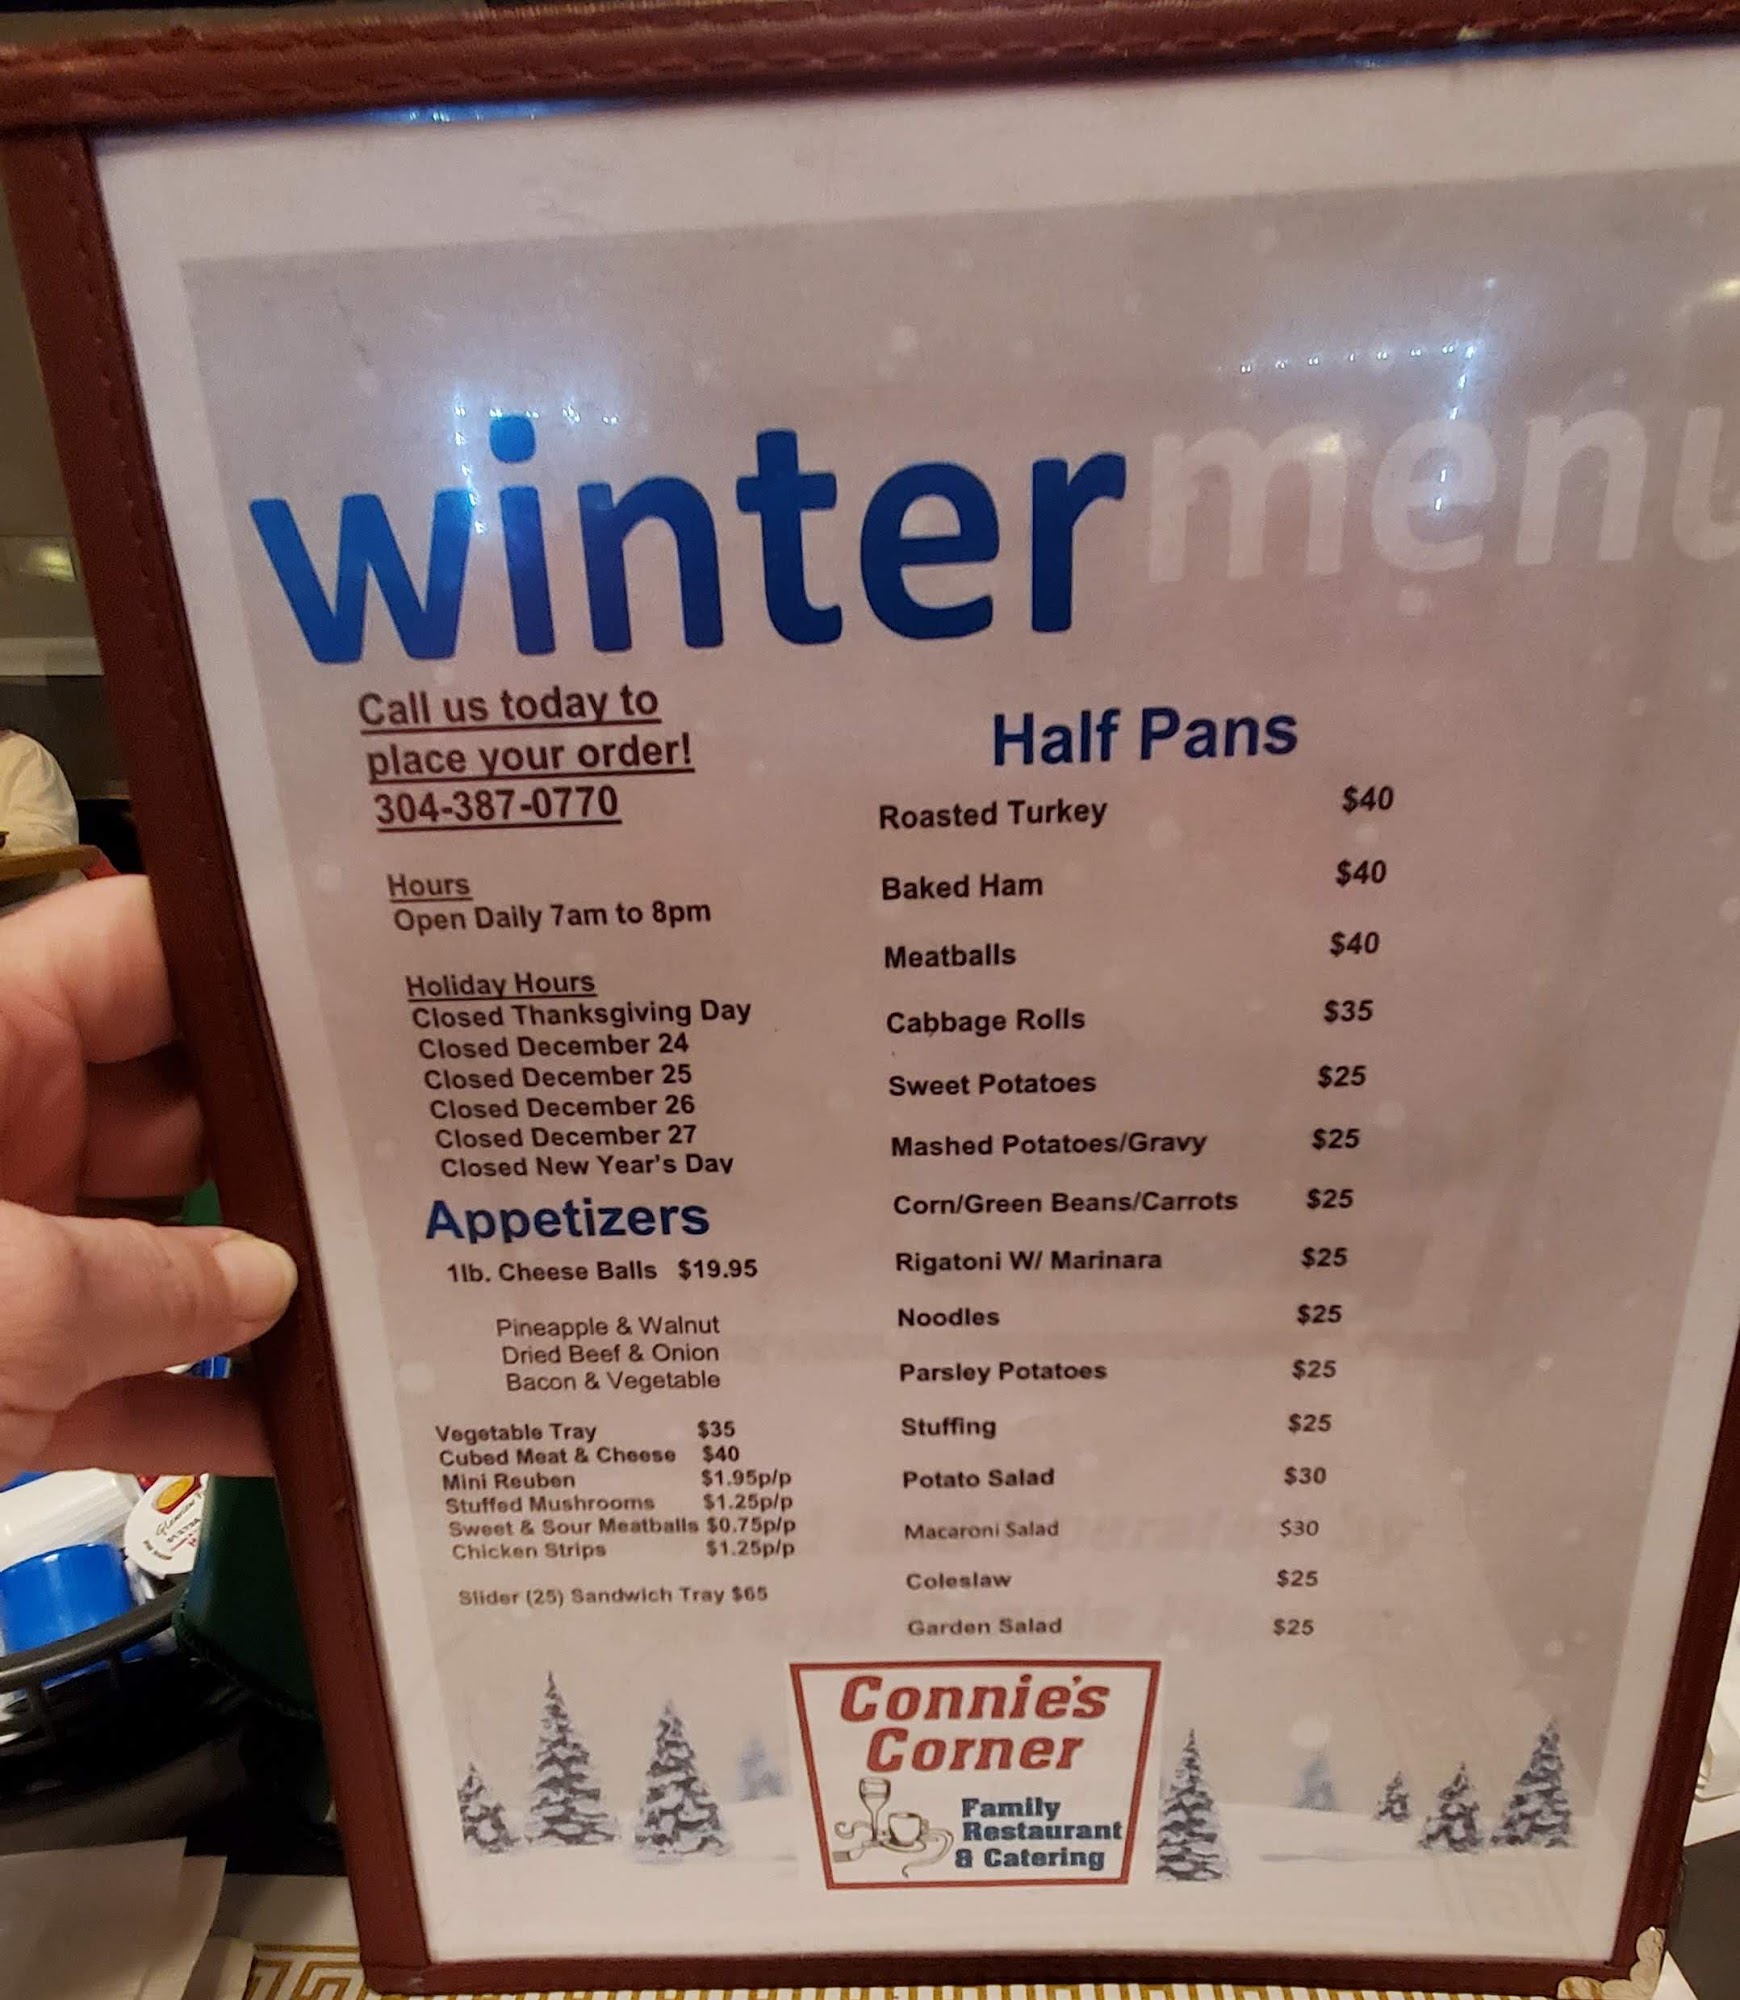 winter menu
Call us today to
place your order!
304-387-0770
Hours
Open Daily 7am to 8pm
Holiday Hours
Closed Thanksgiving Day
Closed December 24
Closed December 25
Closed December 26
Closed December 27
Closed New Year's Day
Appetizers
1lb. Cheese Balls $19.95
Pineapple & Walnut
Dried Beef & Onion
Bacon & Vegetable
Vegetable Tray $35
Cubed Meat & Cheese $40
Mini Reuben $1.95p/p
Stuffed Mushrooms $1.25p/p
Sweet & Sour Meatballs $0.75p/p
Chicken Strips $1.25p/p
Slider (25) Sandwich Tray $65
Half Pans
Roasted Turkey $40
Baked Ham $40
Meatballs $40
Cabbage Rolls $35
Sweet Potatoes $25
Mashed Potatoes/Gravy $25
Corn/Green Beans/Carrots $25
Rigatoni W/ Marinara $25
Noodles $25
Parsley Potatoes $25
Stuffing $25
Potato Salad $30
Macaroni Salad $30
Coleslaw $25
Garden Salad $25
Connie's
Corner
Family
Restaurant
& Catering